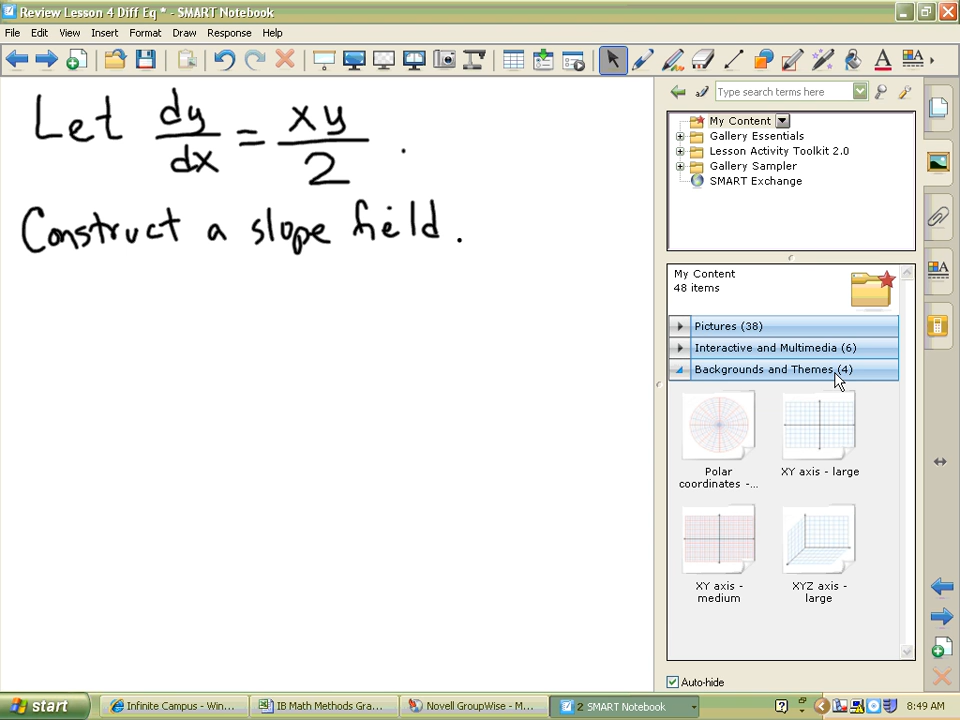 Review Lesson 4 Diff Eq * - SMART Notebook
File Edit View Insert Format Draw Response Help
Let dy/dx = xy/2 .
Construct a slope field.
Type search terms here
My Content
Gallery Essentials
Lesson Activity Toolkit 2.0
Gallery Sampler
SMART Exchange
My Content
48 items
Pictures (38)
Interactive and Multimedia (6)
Backgrounds and Themes (4)
Polar
coordinates -...
XY axis - large
XY axis -
medium
XYZ axis -
large
Auto-hide
start
Infinite Campus - Win...
IB Math Methods Gra...
Novell GroupWise - M...
2 SMART Notebook
8:49 AM